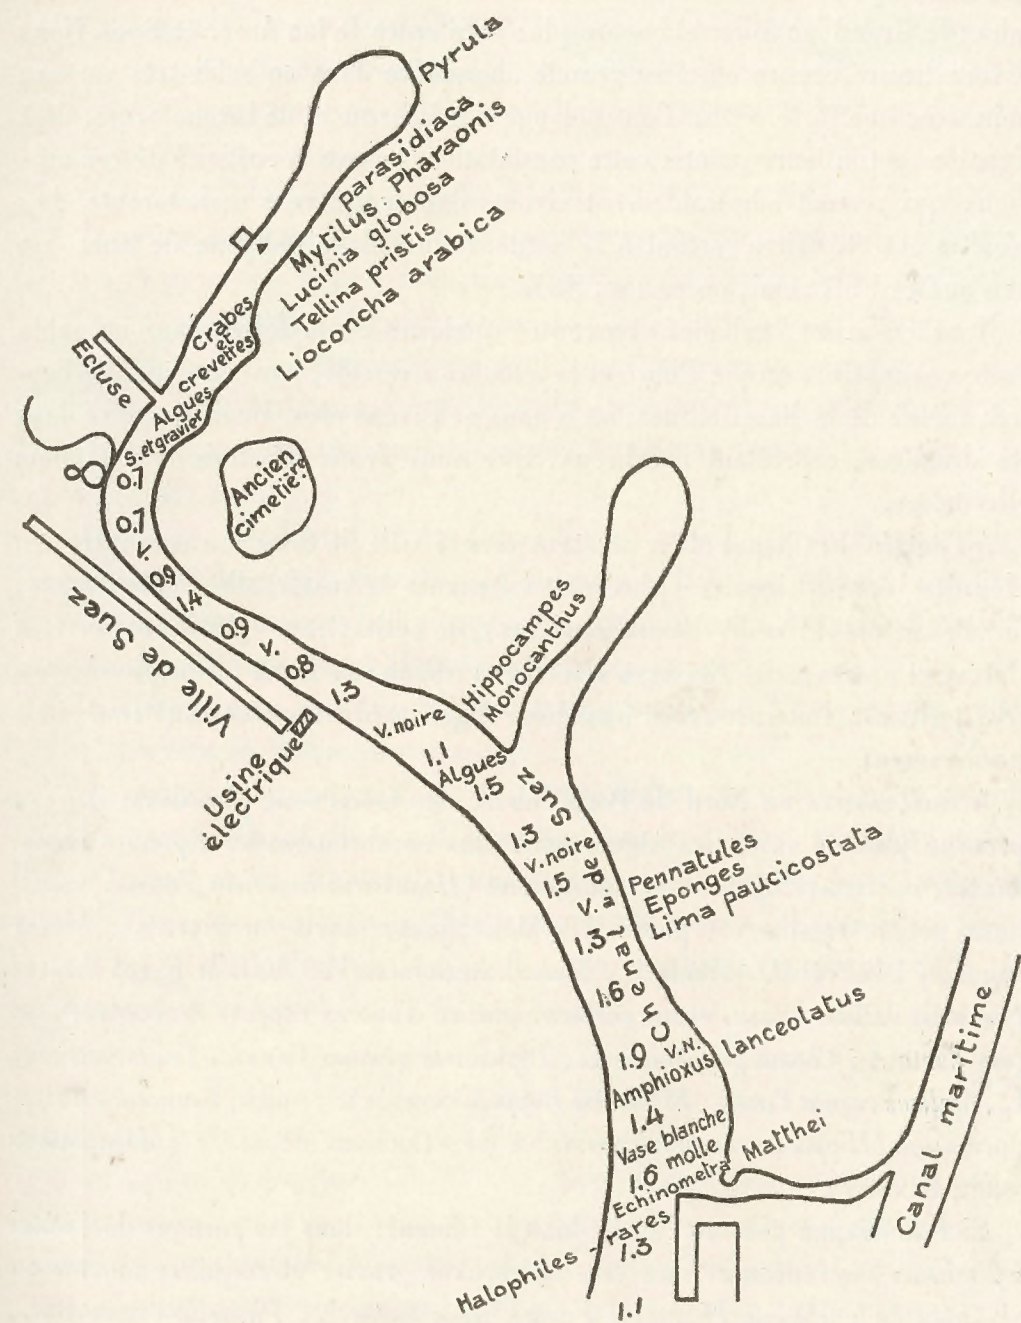 Pyrula
parasidiaca
Mytilus Pharaonis
Lucinia globosa
Tellina pristis
Lioconcha arabica
Crabes
et
crevettes
Ecluse
Algues
S. et gravier
0.7
Ancien
cimetière
0.7
V.
0.9
1.4
0.9
V.
0.8
1.3
Ville de Suez
Usine
électrique
Hippocampes
Monocanthus
V. noire
1.1
Algues
1.5
Chenal de Suez
1.3
V. noire
1.5
V.
1.3
Pennatules
Eponges
Lima paucicostata
1.6
1.9 V.N.
Amphioxus lanceolatus
1.4
Vase blanche
1.6 molle
Echinometra Matthei
Halophiles - rares
1.3
1.1
Canal maritime